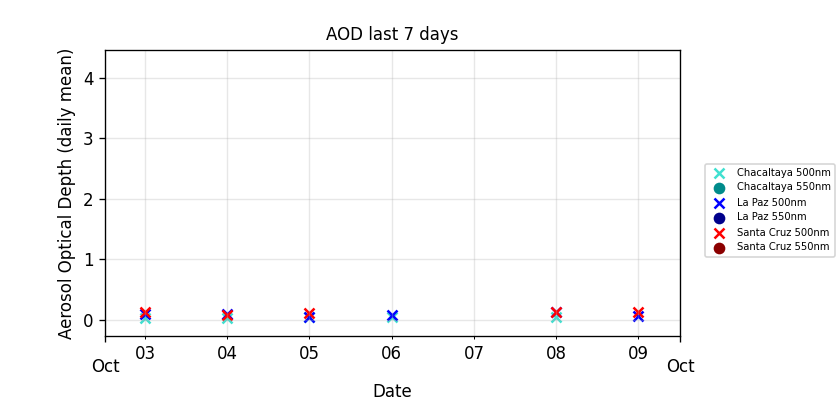 AOD last 7 days
Aerosol Optical Depth (daily mean)
4
3
2
1
0
03 04 05 06 07 08 09
Oct Oct
Date
Chacaltaya 500nm
Chacaltaya 550nm
La Paz 500nm
La Paz 550nm
Santa Cruz 500nm
Santa Cruz 550nm